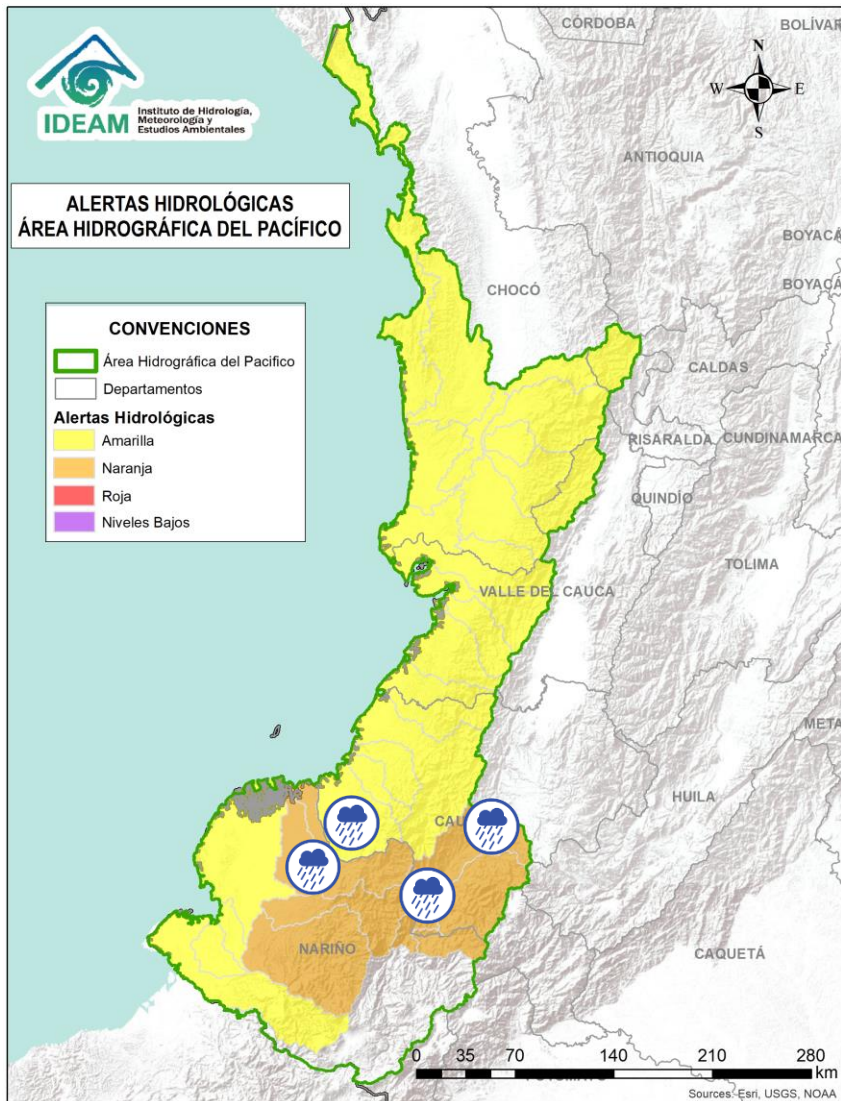 CÓRDOBA
BOLÍVAR
N
W
E
S
IDEAM
Instituto de Hidrología,
Meteorología y
Estudios Ambientales
ANTIOQUIA
ALERTAS HIDROLÓGICAS
ÁREA HIDROGRÁFICA DEL PACÍFICO
BOYACÁ
BOYACÁ
CHOCÓ
CONVENCIONES
Área Hidrográfica del Pacifico
Departamentos
Alertas Hidrológicas
Amarilla
Naranja
Roja
Niveles Bajos
CALDAS
RISARALDA
CUNDINAMARCA
QUINDÍO
TOLIMA
VALLE DEL CAUCA
META
HUILA
NARIÑO
CAQUETÁ
0 35 70 140 210 280
km
Sources: Esri, USGS, NOAA